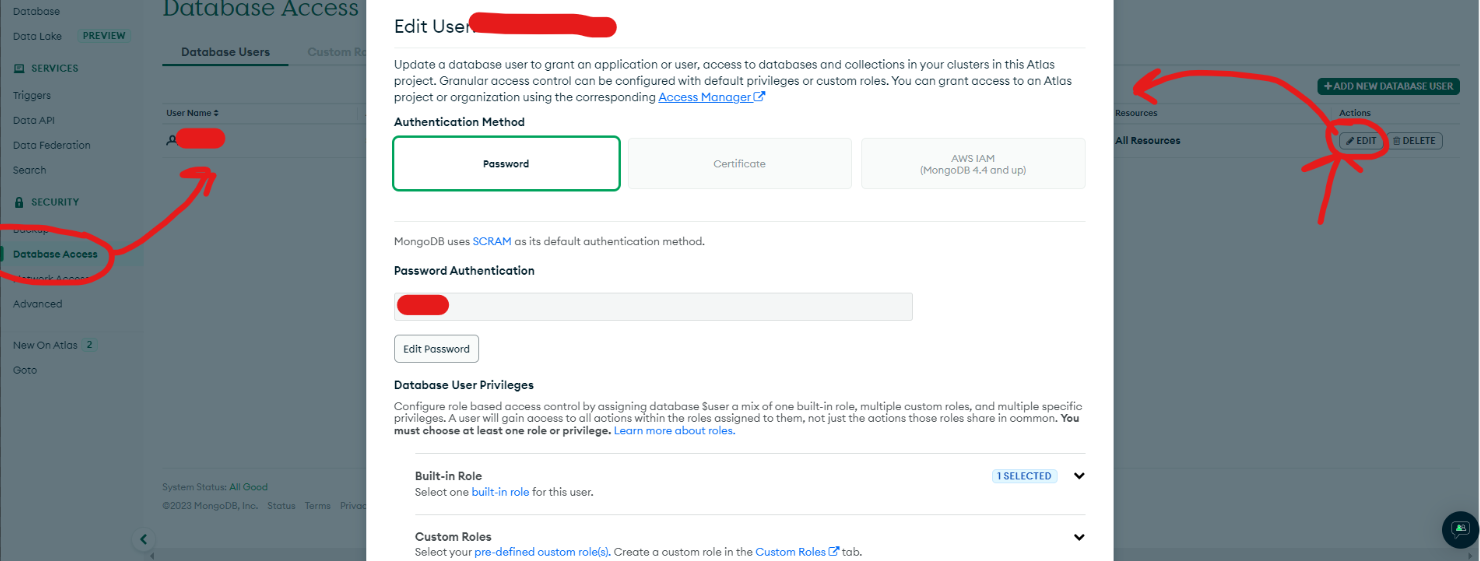 Database
Data Lake PREVIEW
SERVICES
Triggers
Data API
Data Federation
Search
SECURITY
Backup
Database Access
Network Access
Advanced
New On Atlas 2
Goto
Database Access
Database Users Custom Ro
User Name
System Status: All Good
©2023 MongoDB, Inc. Status Terms Privac
Edit User
Update a database user to grant an application or user, access to databases and collections in your clusters in this Atlas
project. Granular access control can be configured with default privileges or custom roles. You can grant access to an Atlas
project or organization using the corresponding Access Manager
Authentication Method
Password
Certificate
AWS IAM
(MongoDB 4.4 and up)
MongoDB uses SCRAM as its default authentication method.
Password Authentication
Edit Password
Database User Privileges
Configure role based access control by assigning database $user a mix of one built-in role, multiple custom roles, and multiple specific
privileges. A user will gain access to all actions within the roles assigned to them, not just the actions those roles share in common. You
must choose at least one role or privilege. Learn more about roles.
Built-in Role 1 SELECTED
Select one built-in role for this user.
Custom Roles
Select your pre-defined custom role(s). Create a custom role in the Custom Roles tab.
+ADD NEW DATABASE USER
Resources Actions
All Resources EDIT DELETE